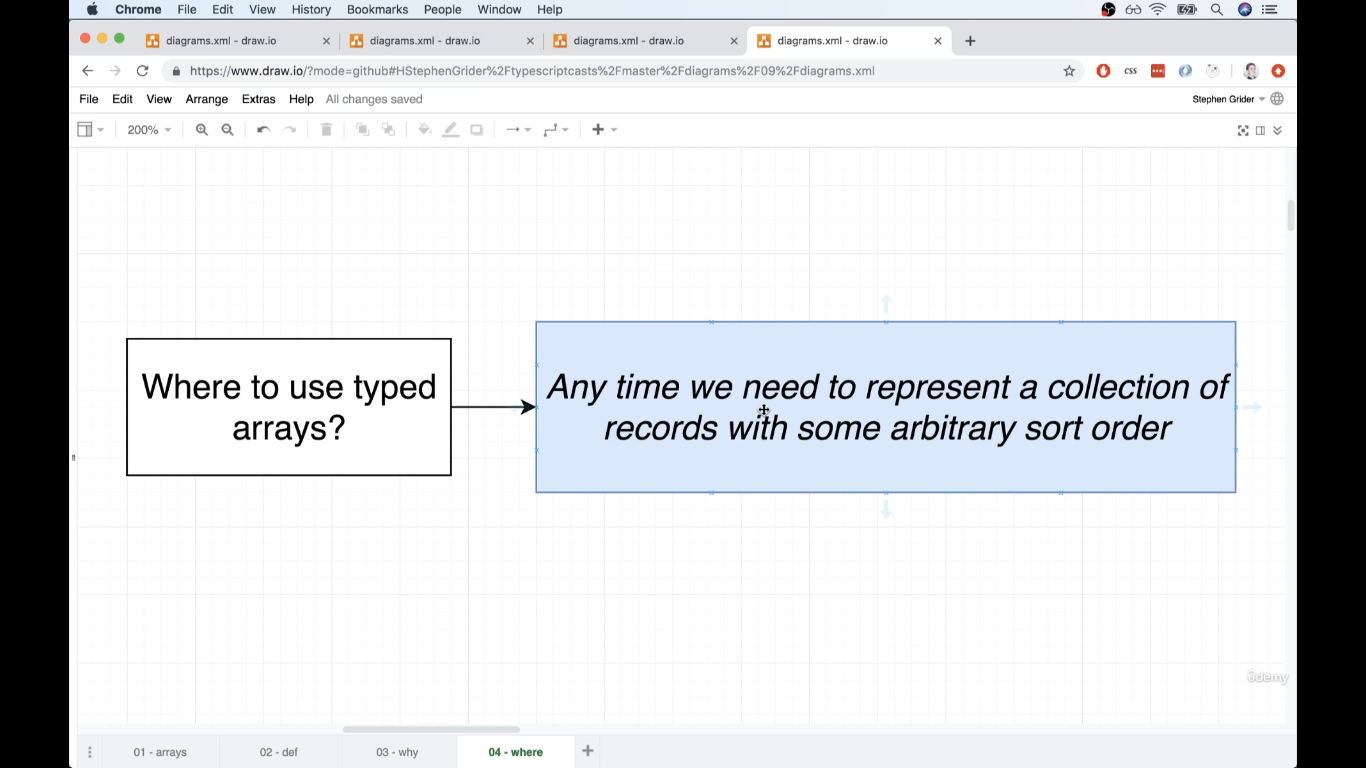 Chrome File Edit View History Bookmarks People Window Help
diagrams.xml - draw.io diagrams.xml - draw.io diagrams.xml - draw.io diagrams.xml - draw.io
https://www.draw.io/?mode=github#HStephenGrider%2Ftypescriptcasts%2Fmaster%2Fdiagrams%2F09%2Fdiagrams.xml CSS
File Edit View Arrange Extras Help All changes saved Stephen Grider
200%
Where to use typed
arrays?
Any time we need to represent a collection of
records with some arbitrary sort order
ûdemy
01 - arrays 02 - def 03 - why 04 - where